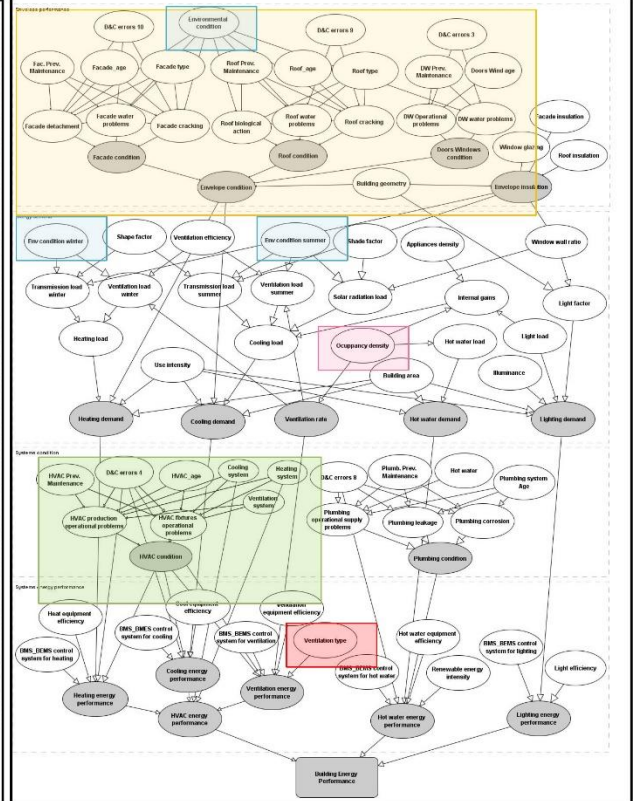 Envelope performance
D&C errors 10
Environmental
condition
D&C errors 9
D&C errors 3
Fac. Prev.
Maintenance
Facade_age
Facade type
Roof Prev.
Maintenance
Roof_age
Roof type
DW Prev.
Maintenance
Doors Wind age
Facade detachment
Facade water
problems
Facade cracking
Roof biological
action
Roof water
problems
Roof cracking
DW Operational
problems
DW water problems
Facade insulation
Facade condition
Roof condition
Doors Windows
condition
Window glazing
Roof insulation
Envelope condition
Building geometry
Envelope insulation
Env condition winter
Shape factor
Ventilation efficiency
Env condition summer
Shade factor
Appliances density
Window wall ratio
Transmission load
winter
Ventilation load
winter
Transmission load
summer
Ventilation load
summer
Solar radiation load
Internal gains
Light factor
Heating load
Cooling load
Ocuppancy density
Hot water load
Light load
Use intensity
Building area
Illuminance
Heating demand
Cooling demand
Ventilation rate
Hot water demand
Lighting demand
Systems condition
HVAC Prev.
Maintenance
D&C errors 4
HVAC_age
Cooling
system
Heating
system
D&C errors 8
Plumb. Prev.
Maintenance
Hot water
Plumbing system
Age
HVAC production
operational problems
HVAC fixtures
operational
problems
Ventilation
system
Plumbing
operational supply
problems
Plumbing leakage
Plumbing corrosion
HVAC condition
Plumbing condition
Systems energy performance
Heat equipment
efficiency
Cool equipment
efficiency
Ventilation
equipment efficiency
BMS_BEMS control
system for heating
BMS_BMCS control
system for cooling
BMS_BEMS control
system for ventilation
Ventilation type
Hot water equipment
efficiency
BMS_BEMS control
system for lighting
BMS_BEMS control
system for hot water
Renewable energy
intensity
Light efficiency
Cooling energy
performance
Heating energy
performance
Ventilation energy
performance
HVAC energy
performance
Hot water energy
performance
Lighting energy
performance
Building Energy
Performance